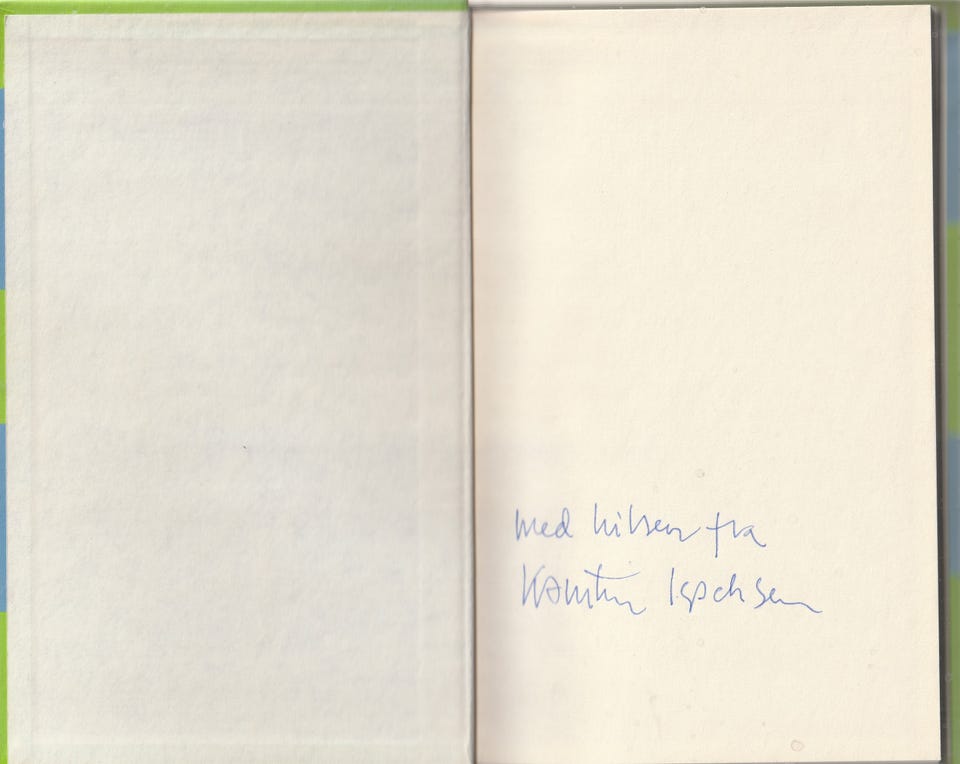 med hilsen fra
Karsten Isachsen